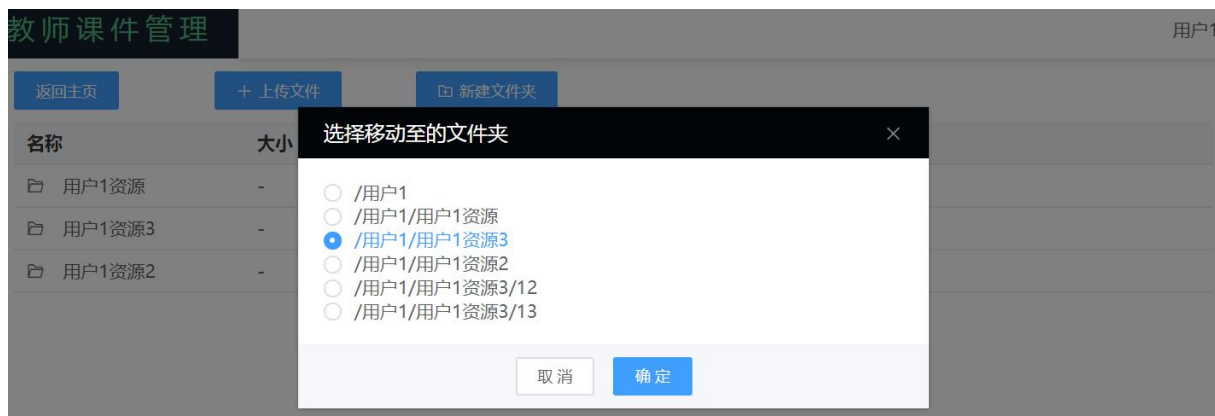 教师课件管理
用户1
返回主页
+ 上传文件
新建文件夹
名称 大小
用户1资源 -
用户1资源3 -
用户1资源2 -
选择移动至的文件夹
/用户1
/用户1/用户1资源
/用户1/用户1资源3
/用户1/用户1资源2
/用户1/用户1资源3/12
/用户1/用户1资源3/13
取消
确定